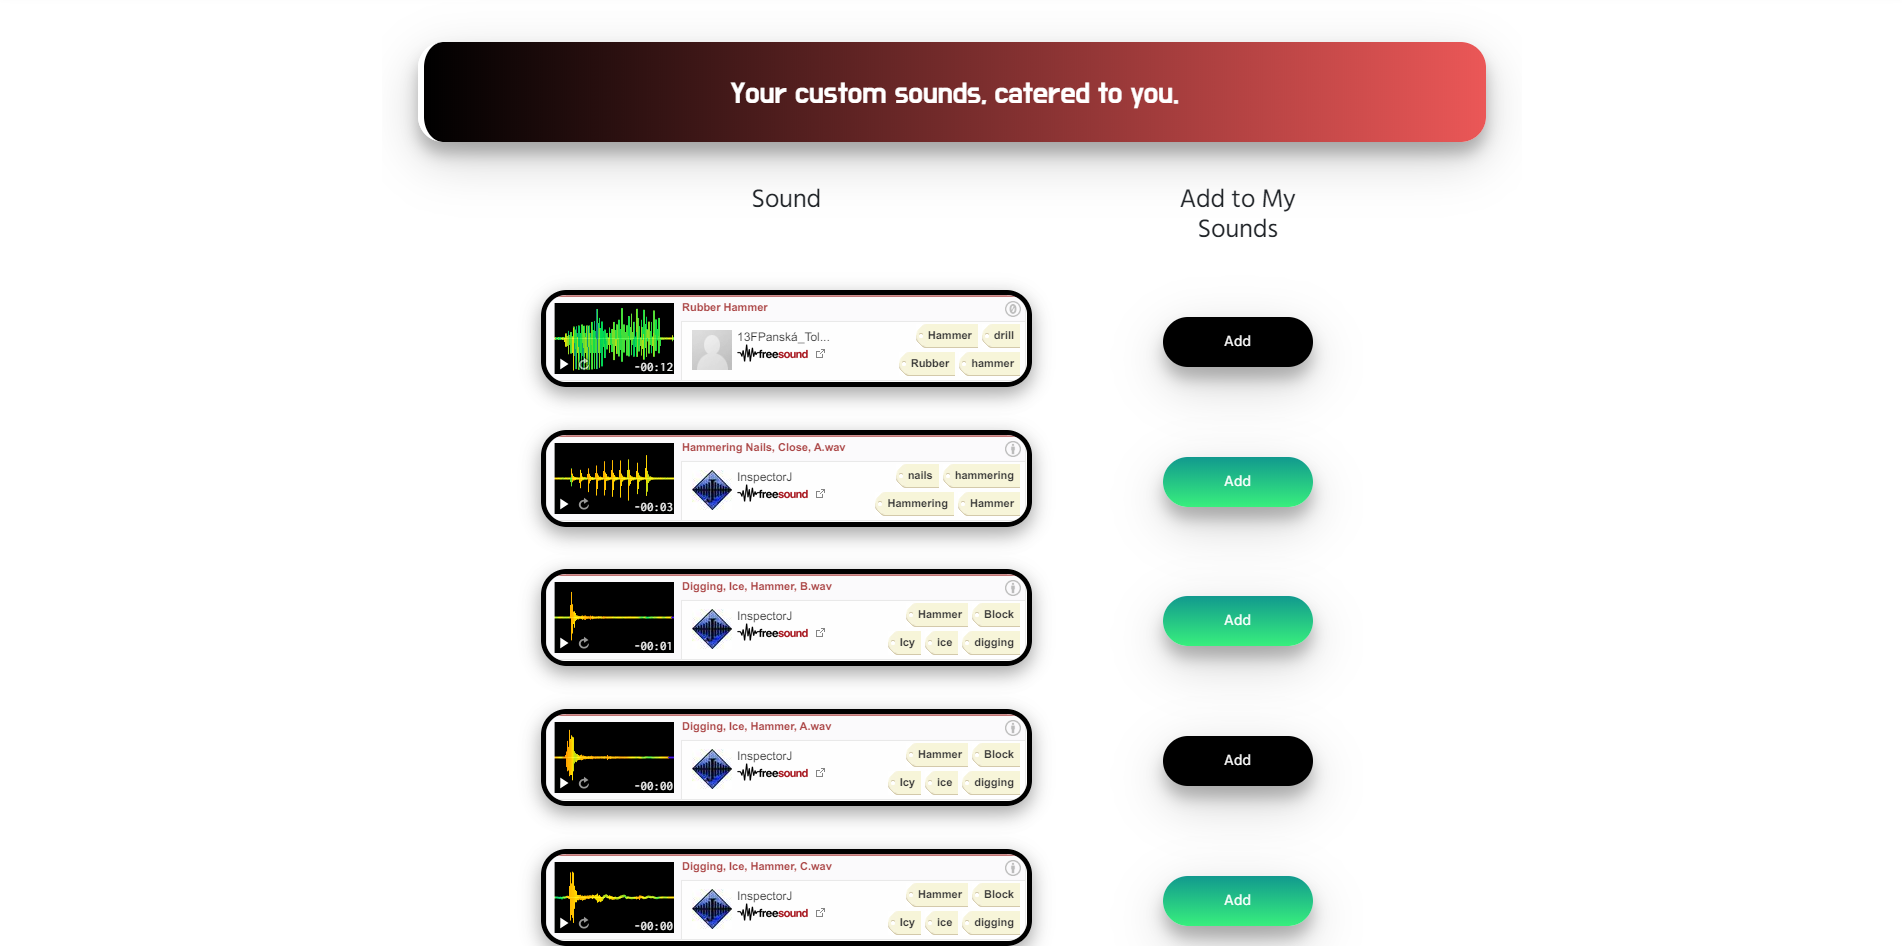 Your custom sounds, catered to you.
Sound
Add to My
Sounds
Rubber Hammer
13FPanská_Tol...
freesound
Hammer drill
Rubber hammer
-00:12
Add
Hammering Nails, Close, A.wav
InspectorJ
freesound
nails hammering
Hammering Hammer
-00:03
Add
Digging, Ice, Hammer, B.wav
InspectorJ
freesound
Hammer Block
Icy ice digging
-00:01
Add
Digging, Ice, Hammer, A.wav
InspectorJ
freesound
Hammer Block
Icy ice digging
-00:00
Add
Digging, Ice, Hammer, C.wav
InspectorJ
freesound
Hammer Block
Icy ice digging
-00:00
Add